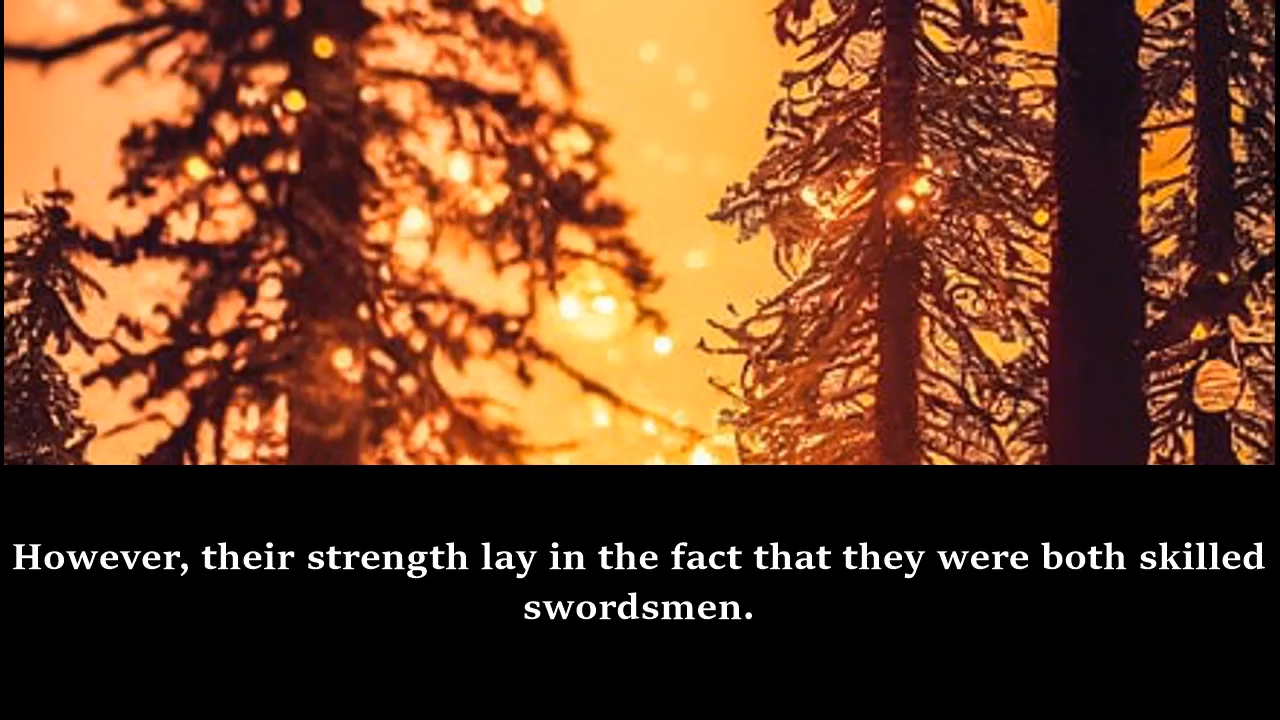 However, their strength lay in the fact that they were both skilled
swordsmen.